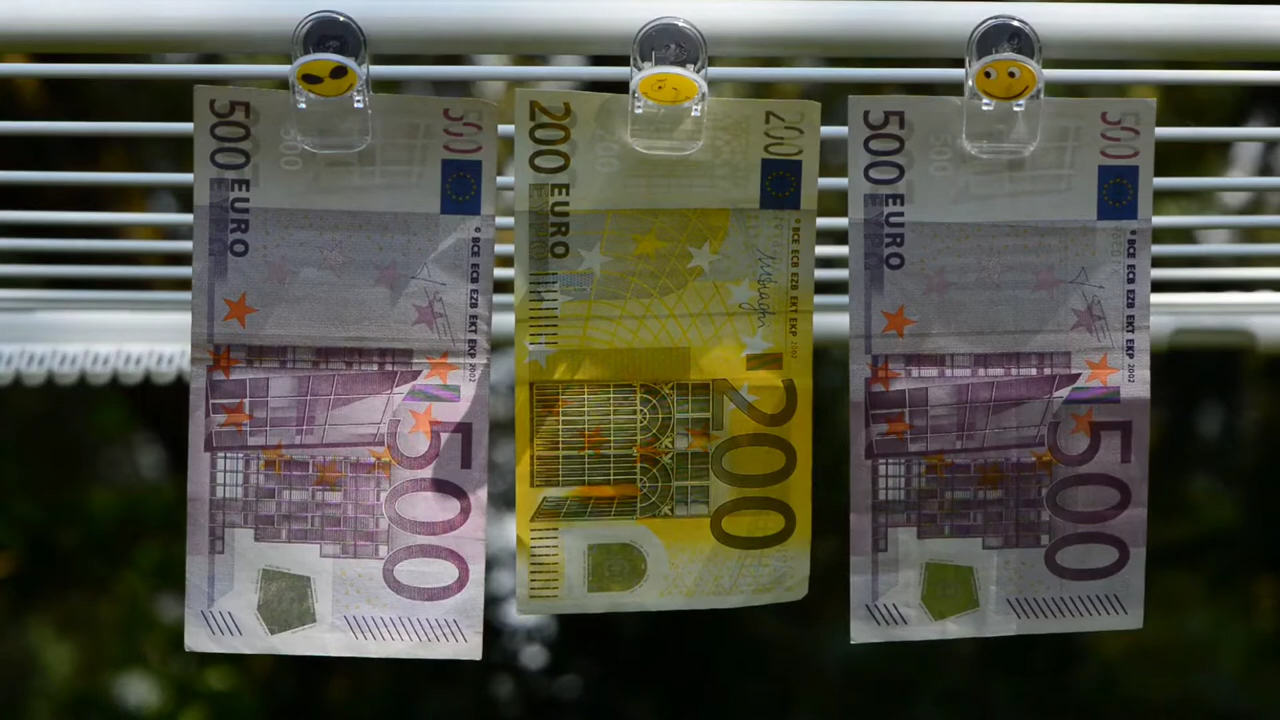 500 EURO
500
© BCE ECB EZB EKT EKP 2002
500
200 EURO
200
© BCE ECB EZB EKT EKP 2002
200
500 EURO
500
© BCE ECB EZB EKT EKP 2002
500